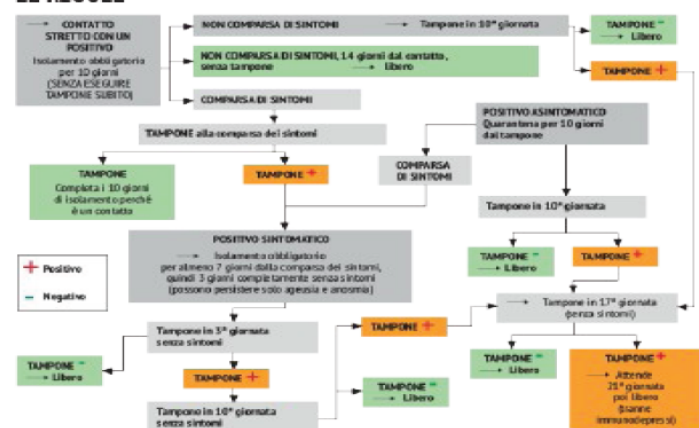 LE REGOLE
→ CONTATTO
STRETTO CON UN
POSITIVO
Isolamento obbligatorio
per 10 giorni
(SENZA ESEGUIRE
TAMPONE SUBITO)
NON COMPARSA DI SINTOMI → Tampone in 10ª giornata
TAMPONE -
→ Libero
NON COMPARSA DI SINTOMI, 14 giorni dal contatto,
senza tampone → libero
TAMPONE +
COMPARSA DI SINTOMI
POSITIVO ASINTOMATICO
Quarantena per 10 giorni
dal tampone
TAMPONE alla comparsa dei sintomi
TAMPONE
Completa i 10 giorni
di isolamento perché
è un contatto
TAMPONE +
COMPARSA
DI SINTOMI
Tampone in 10ª giornata
POSITIVO SINTOMATICO
→ Isolamento obbligatorio
per almeno 7 giorni dalla comparsa dei sintomi,
quindi 3 giorni completamente senza sintomi
(possono persistere solo ageusia e anosmia)
TAMPONE -
→ Libero
TAMPONE +
+ Positivo
- Negativo
→ Tampone in 17ª giornata
(senza sintomi)
Tampone in 3ª giornata
senza sintomi
TAMPONE +
TAMPONE -
→ Libero
TAMPONE +
TAMPONE -
→ Libero
TAMPONE -
→ Libero
TAMPONE +
→ Attende
21ª giornata
poi libero
(tranne
immunodepressi)
Tampone in 10ª giornata
senza sintomi